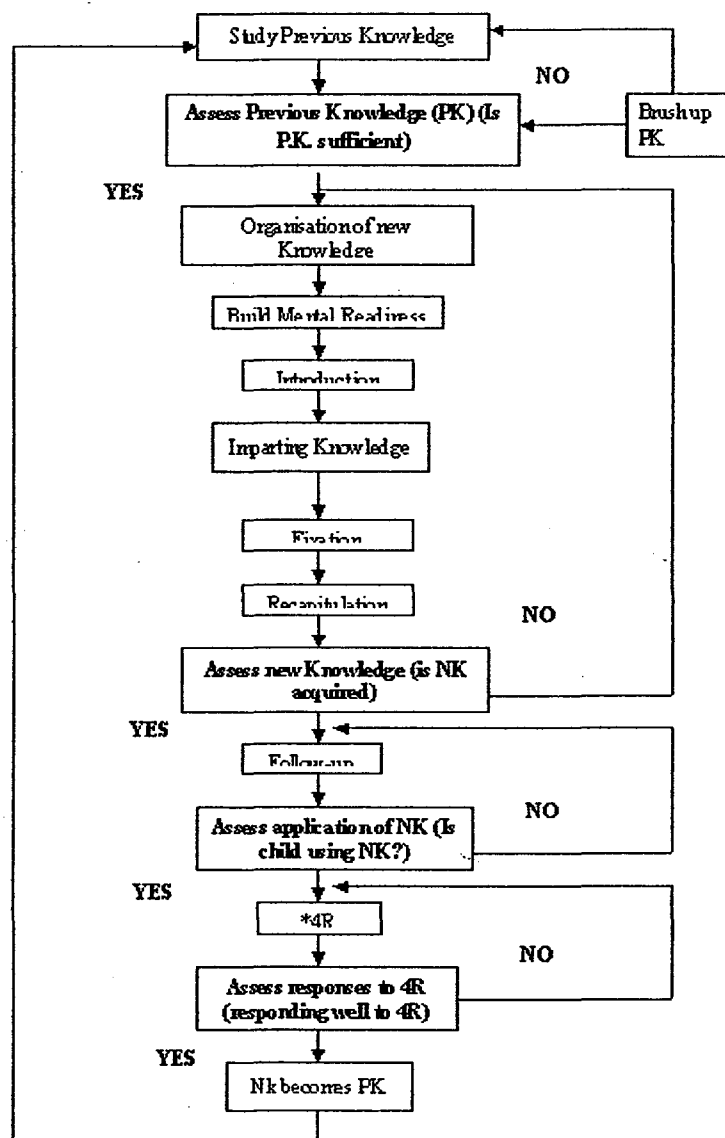 Study Previous Knowledge
NO
Assess Previous Knowledge (PK) (Is
P.K. sufficient)
Brush up
PK
YES
Organisation of new
Knowledge
Build Mental Readiness
Introduction
Imparting Knowledge
Fixation
Recapitulation
NO
Assess new Knowledge (is NK
acquired)
YES
Follow-up
NO
Assess application of NK (Is
child using NK?)
YES
*4R
NO
Assess responses to 4R
(responding well to 4R)
YES
Nk becomes PK